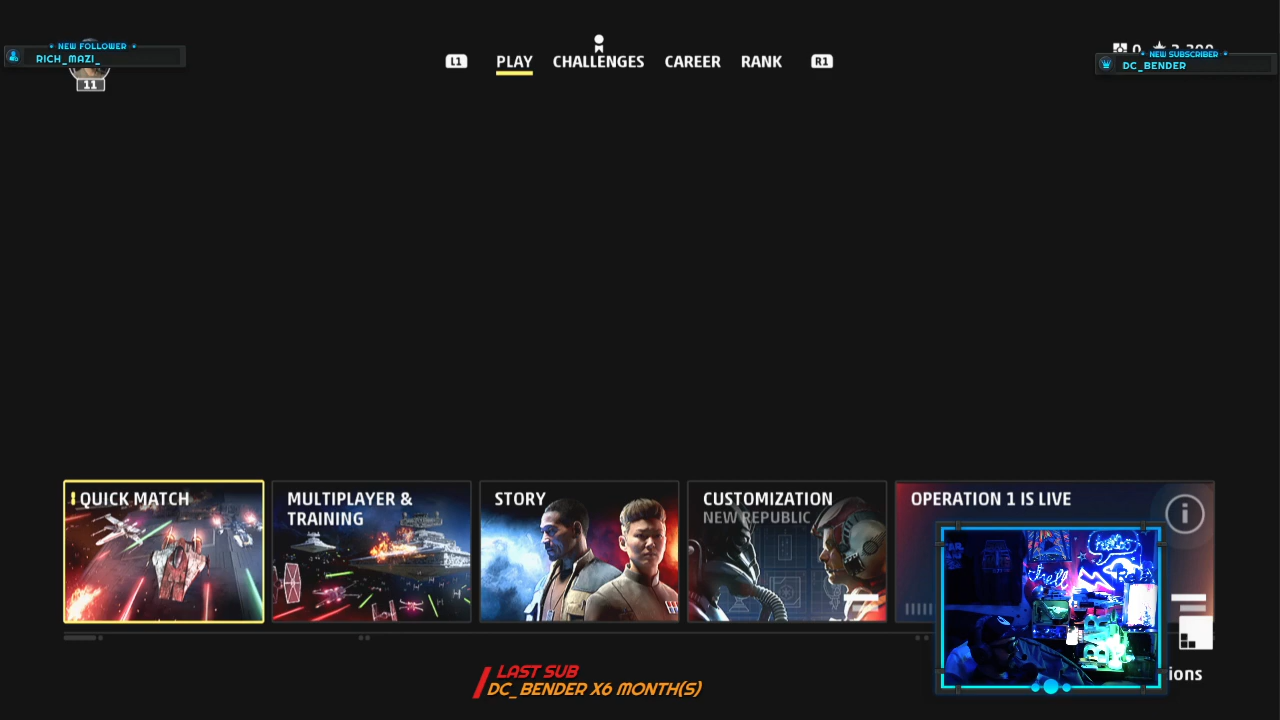 NEW FOLLOWER
RICH_MAZI_
11
L1 PLAY CHALLENGES CAREER RANK R1
NEW SUBSCRIBER
DC_BENDER
QUICK MATCH
MULTIPLAYER &
TRAINING
STORY
CUSTOMIZATION
NEW REPUBLIC
OPERATION 1 IS LIVE
ions
LAST SUB
DC_BENDER X6 MONTH(S)